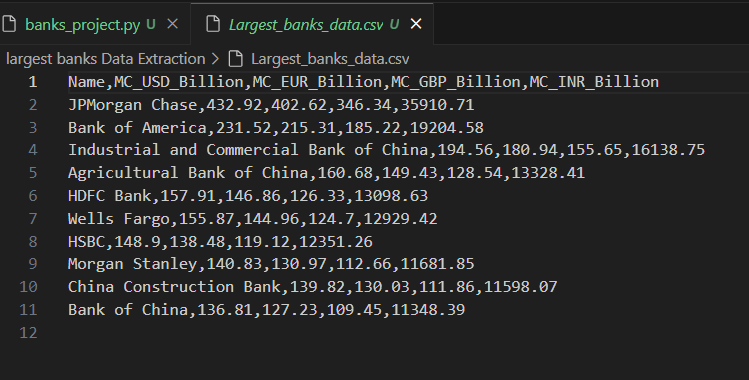 banks_project.py U
Largest_banks_data.csv U
largest banks Data Extraction > Largest_banks_data.csv
1 Name,MC_USD_Billion,MC_EUR_Billion,MC_GBP_Billion,MC_INR_Billion
2 JPMorgan Chase,432.92,402.62,346.34,35910.71
3 Bank of America,231.52,215.31,185.22,19204.58
4 Industrial and Commercial Bank of China,194.56,180.94,155.65,16138.75
5 Agricultural Bank of China,160.68,149.43,128.54,13328.41
6 HDFC Bank,157.91,146.86,126.33,13098.63
7 Wells Fargo,155.87,144.96,124.7,12929.42
8 HSBC,148.9,138.48,119.12,12351.26
9 Morgan Stanley,140.83,130.97,112.66,11681.85
10 China Construction Bank,139.82,130.03,111.86,11598.07
11 Bank of China,136.81,127.23,109.45,11348.39
12